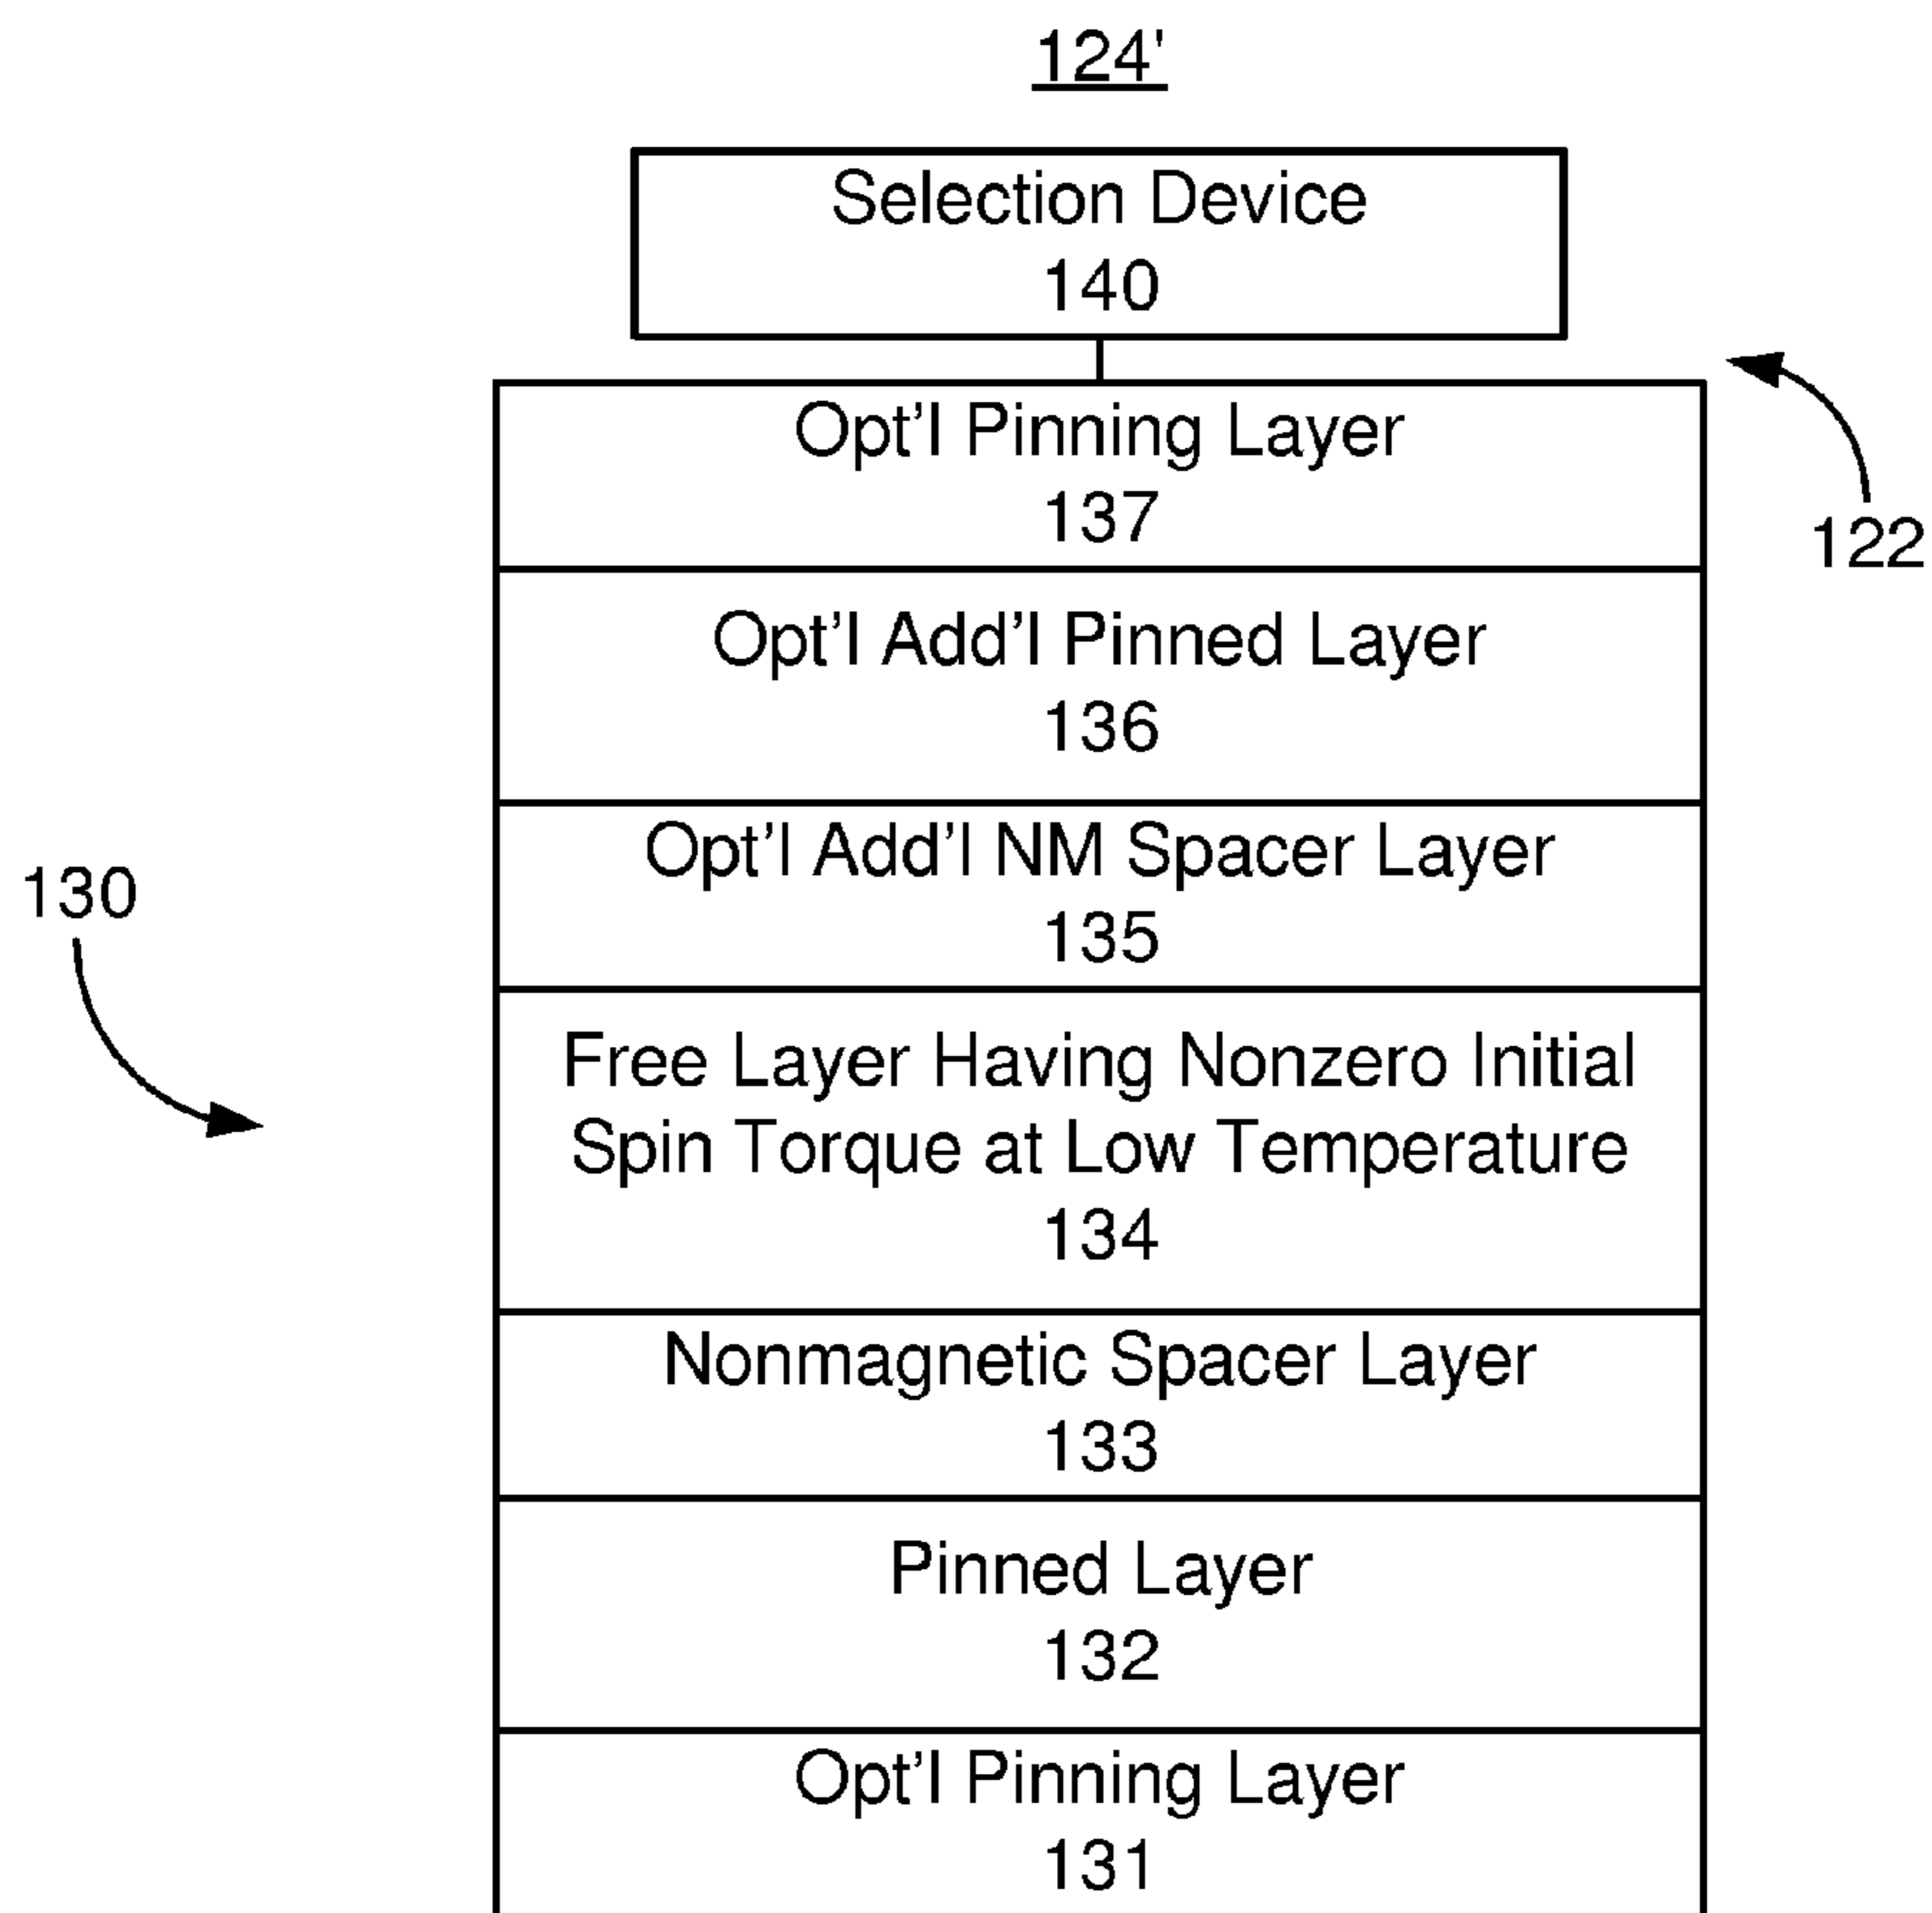 124'
Selection Device
140
122
Opt'l Pinning Layer
137
Opt'l Add'l Pinned Layer
136
Opt'l Add'l NM Spacer Layer
135
130
Free Layer Having Nonzero Initial
Spin Torque at Low Temperature
134
Nonmagnetic Spacer Layer
133
Pinned Layer
132
Opt'l Pinning Layer
131